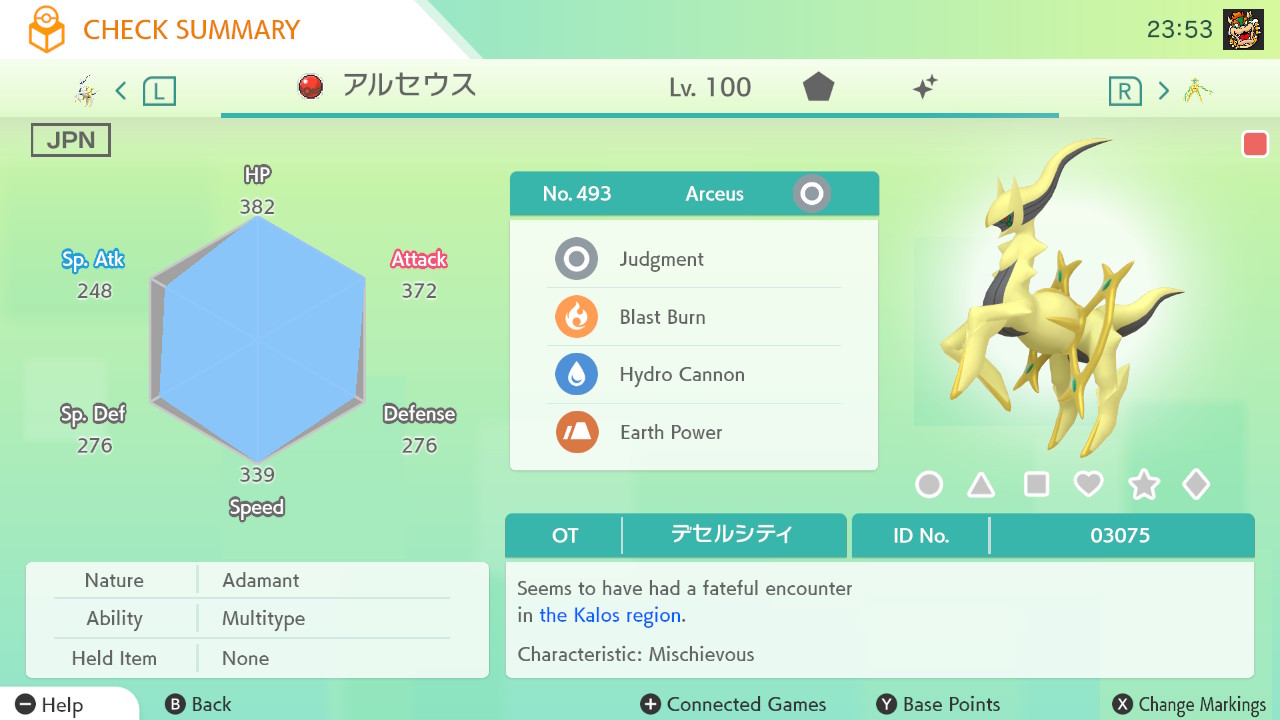 CHECK SUMMARY
23:53
L
アルセウス
Lv. 100
R
JPN
HP
382
Sp. Atk
248
Attack
372
Sp. Def
276
Defense
276
339
Speed
No. 493 Arceus
Judgment
Blast Burn
Hydro Cannon
Earth Power
OT デセルシティ ID No. 03075
Seems to have had a fateful encounter
in the Kalos region.
Characteristic: Mischievous
Nature Adamant
Ability Multitype
Held Item None
Help
B Back
Connected Games
Y Base Points
X Change Markings